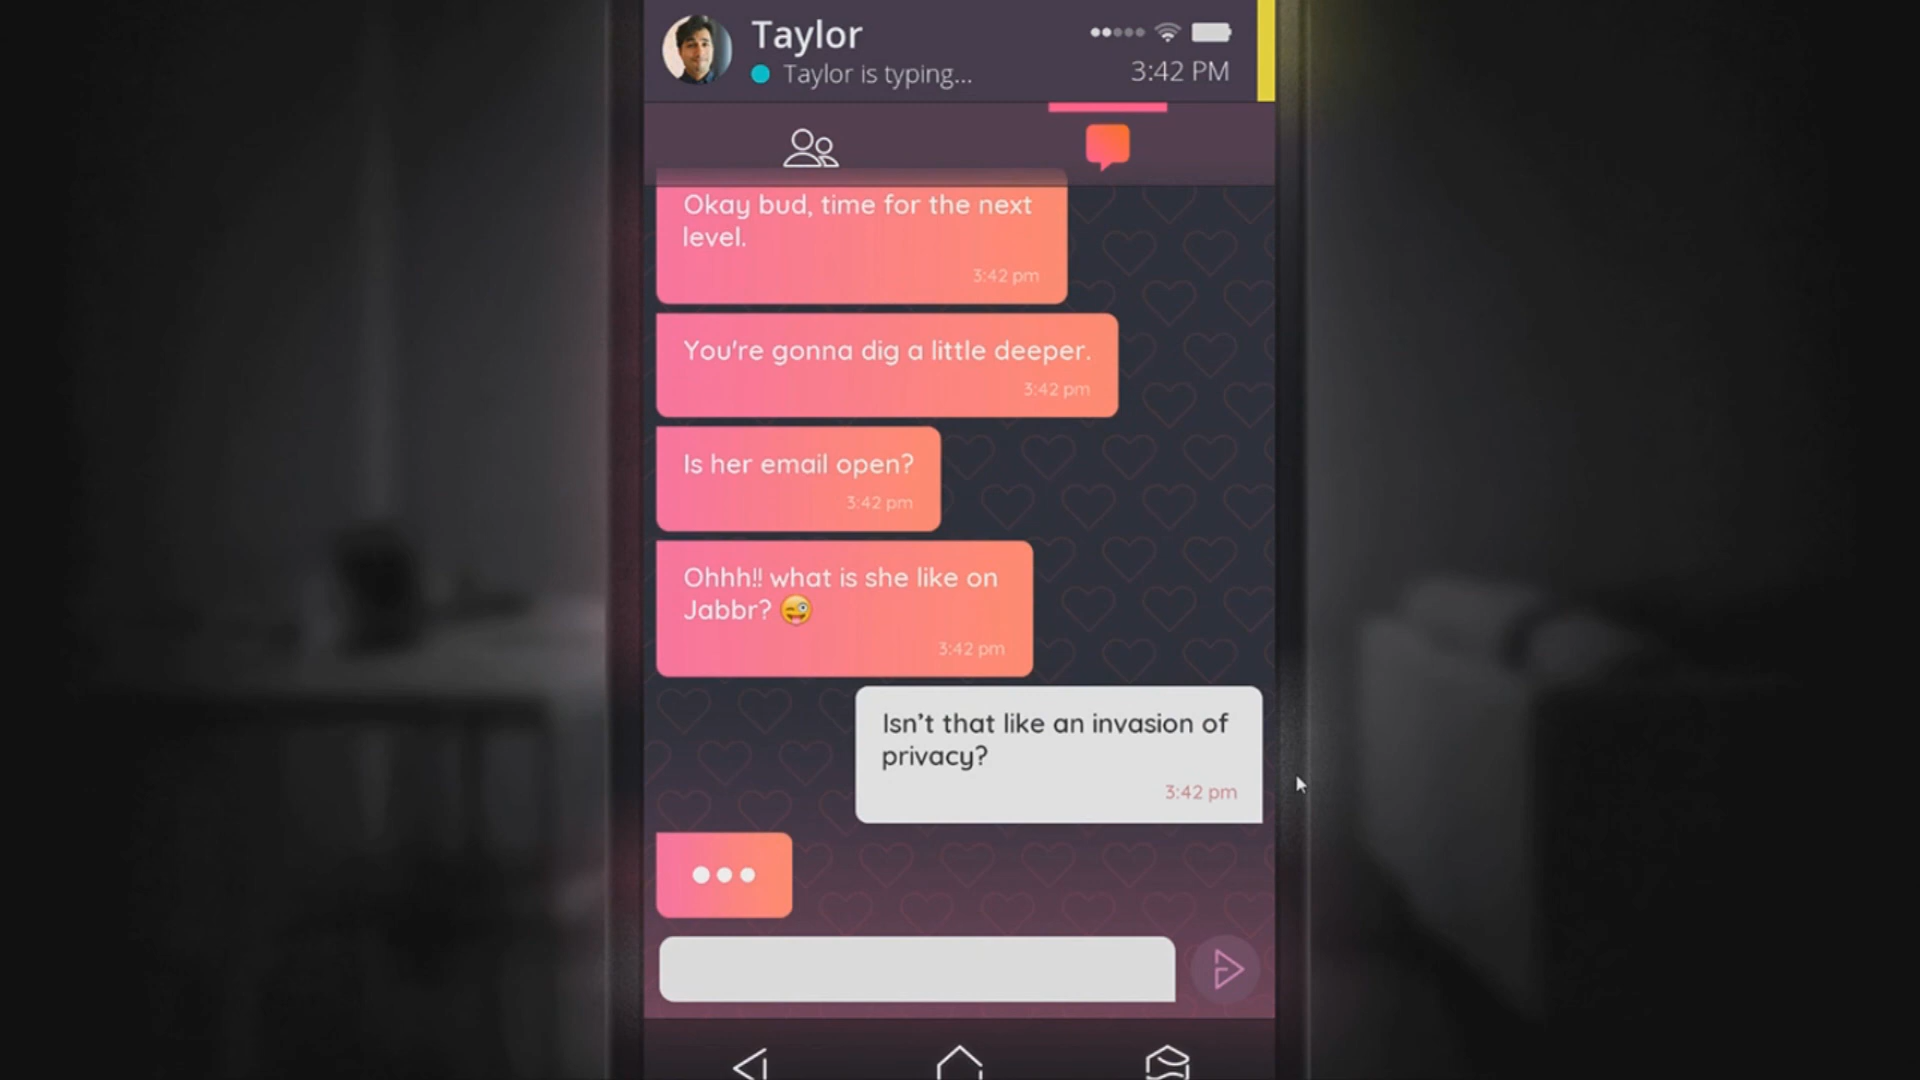 Taylor
Taylor is typing...
3:42 PM
Okay bud, time for the next
level.
3:42 pm
You're gonna dig a little deeper.
3:42 pm
Is her email open?
3:42 pm
Ohhh!! what is she like on
Jabbr? 😜
3:42 pm
Isn’t that like an invasion of
privacy?
3:42 pm